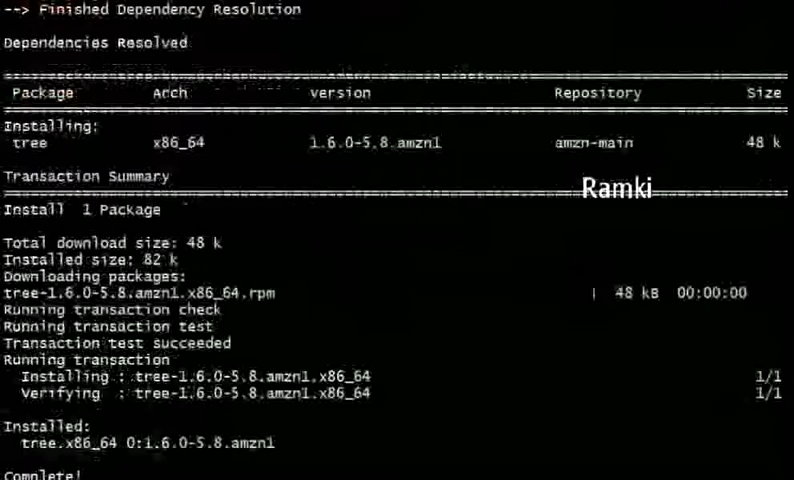 --> Finished Dependency Resolution
Dependencies Resolved
Package Arch Version Repository Size
Installing:
tree x86_64 1.6.0-5.8.amzn1 amzn-main 48 k
Transaction Summary
Ramki
Install 1 Package
Total download size: 48 k
Installed size: 82 k
Downloading packages:
tree-1.6.0-5.8.amzn1.x86_64.rpm | 48 kB 00:00:00
Running transaction check
Running transaction test
Transaction test succeeded
Running transaction
Installing : tree-1.6.0-5.8.amzn1.x86_64 1/1
Verifying : tree-1.6.0-5.8.amzn1.x86_64 1/1
Installed:
tree.x86_64 0:1.6.0-5.8.amzn1
Complete!